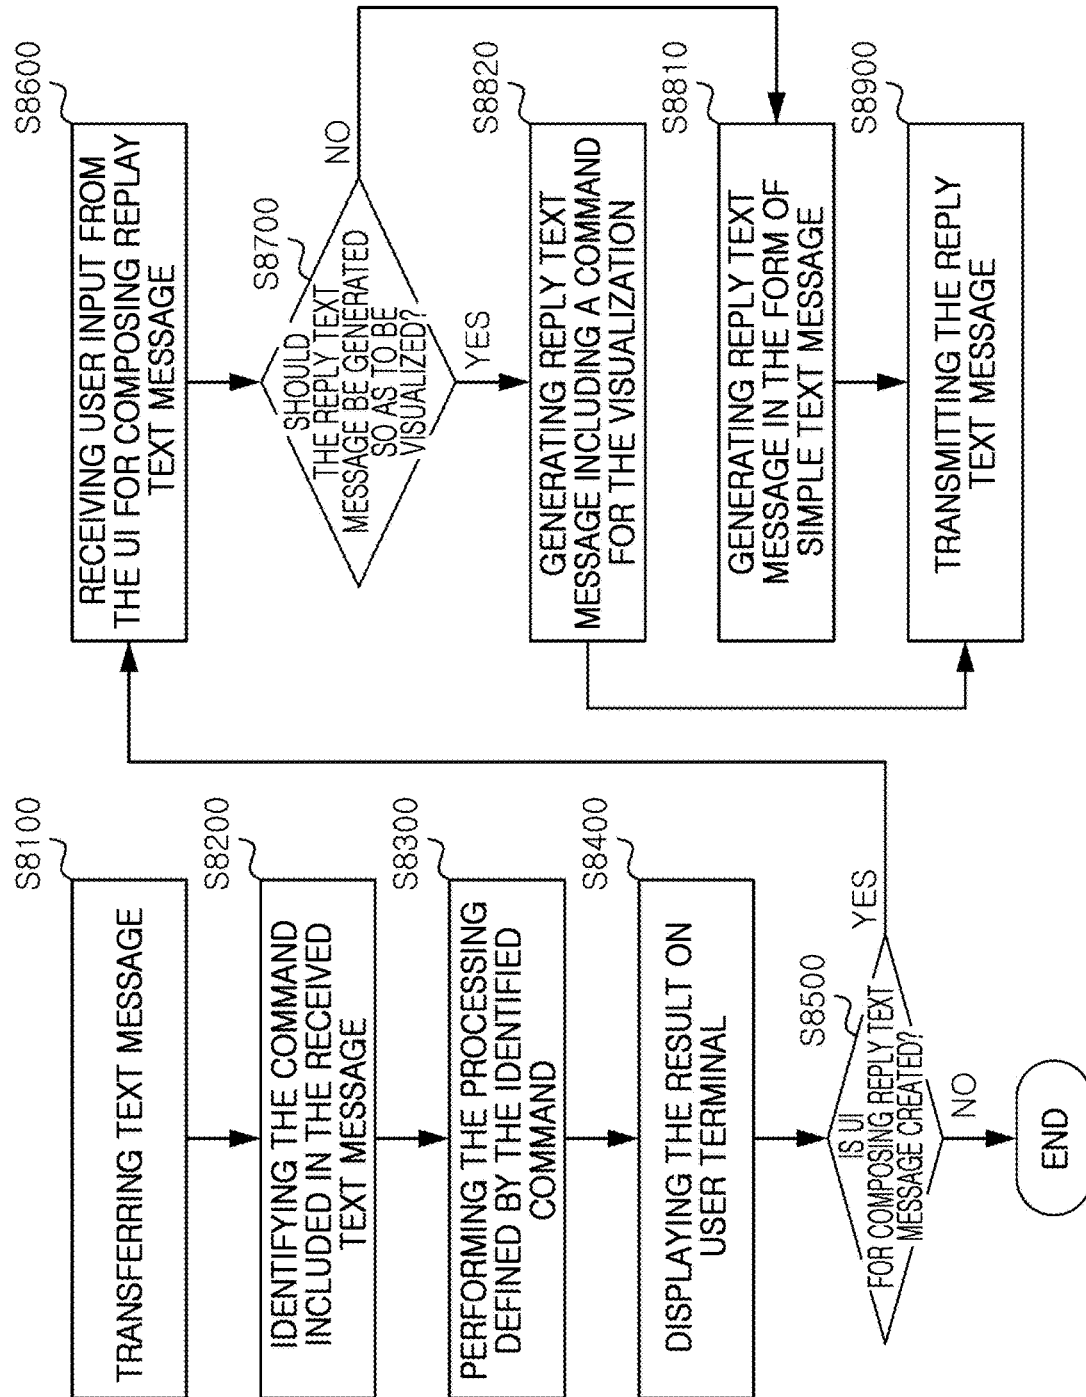 S8100
TRANSFERRING TEXT MESSAGE
S8200
IDENTIFYING THE COMMAND
INCLUDED IN THE RECEIVED
TEXT MESSAGE
S8300
PERFORMING THE PROCESSING
DEFINED BY THE IDENTIFIED
COMMAND
S8400
DISPLAYING THE RESULT ON
USER TERMINAL
S8500
IS UI
FOR COMPOSING REPLY TEXT
MESSAGE CREATED?
YES
NO
END
S8600
RECEIVING USER INPUT FROM
THE UI FOR COMPOSING REPLAY
TEXT MESSAGE
S8700
SHOULD
THE REPLY TEXT
MESSAGE BE GENERATED
SO AS TO BE
VISUALIZED?
NO
YES
S8820
GENERATING REPLY TEXT
MESSAGE INCLUDING A COMMAND
FOR THE VISUALIZATION
S8810
GENERATING REPLY TEXT
MESSAGE IN THE FORM OF
SIMPLE TEXT MESSAGE
S8900
TRANSMITTING THE REPLY
TEXT MESSAGE